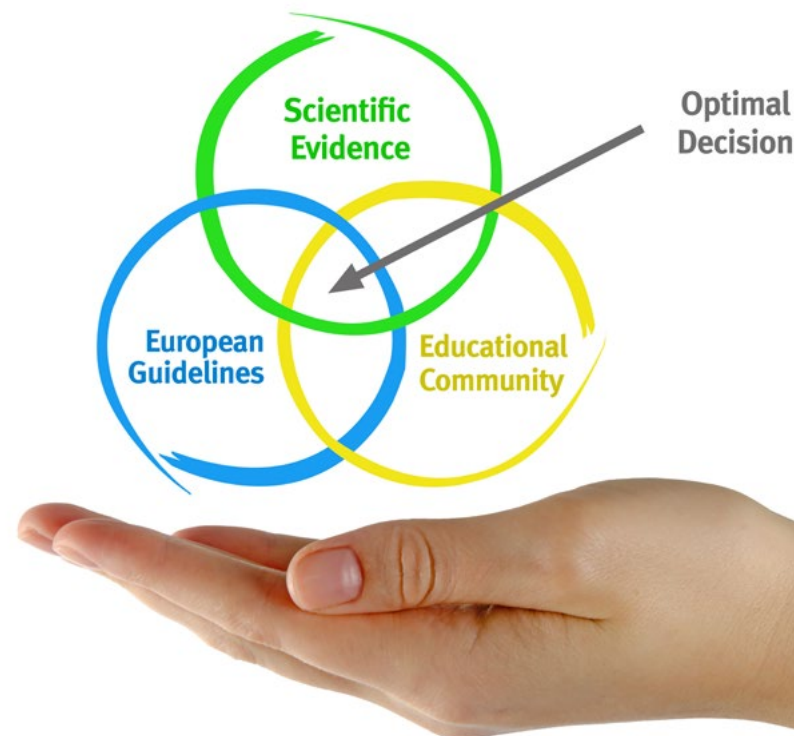 Scientific
Evidence
Optimal
Decision
European
Guidelines
Educational
Community